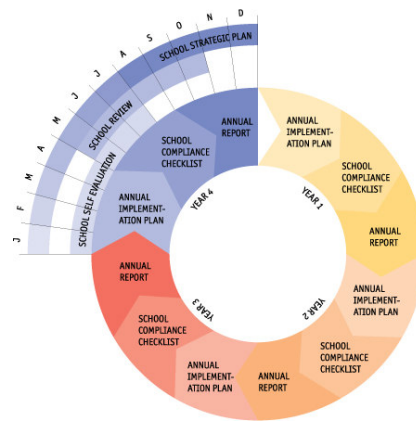 J
F
M
A
M
J
J
A
S
O
N
D
SCHOOL STRATEGIC PLAN
SCHOOL REVIEW
SCHOOL SELF EVALUATION
ANNUAL
IMPLEMENT-
ATION PLAN
SCHOOL
COMPLIANCE
CHECKLIST
ANNUAL
REPORT
YEAR 1
ANNUAL
IMPLEMENT-
ATION PLAN
SCHOOL
COMPLIANCE
CHECKLIST
ANNUAL
REPORT
YEAR 2
ANNUAL
IMPLEMENT-
ATION PLAN
SCHOOL
COMPLIANCE
CHECKLIST
ANNUAL
REPORT
YEAR 3
ANNUAL
IMPLEMENT-
ATION PLAN
SCHOOL
COMPLIANCE
CHECKLIST
ANNUAL
REPORT
YEAR 4